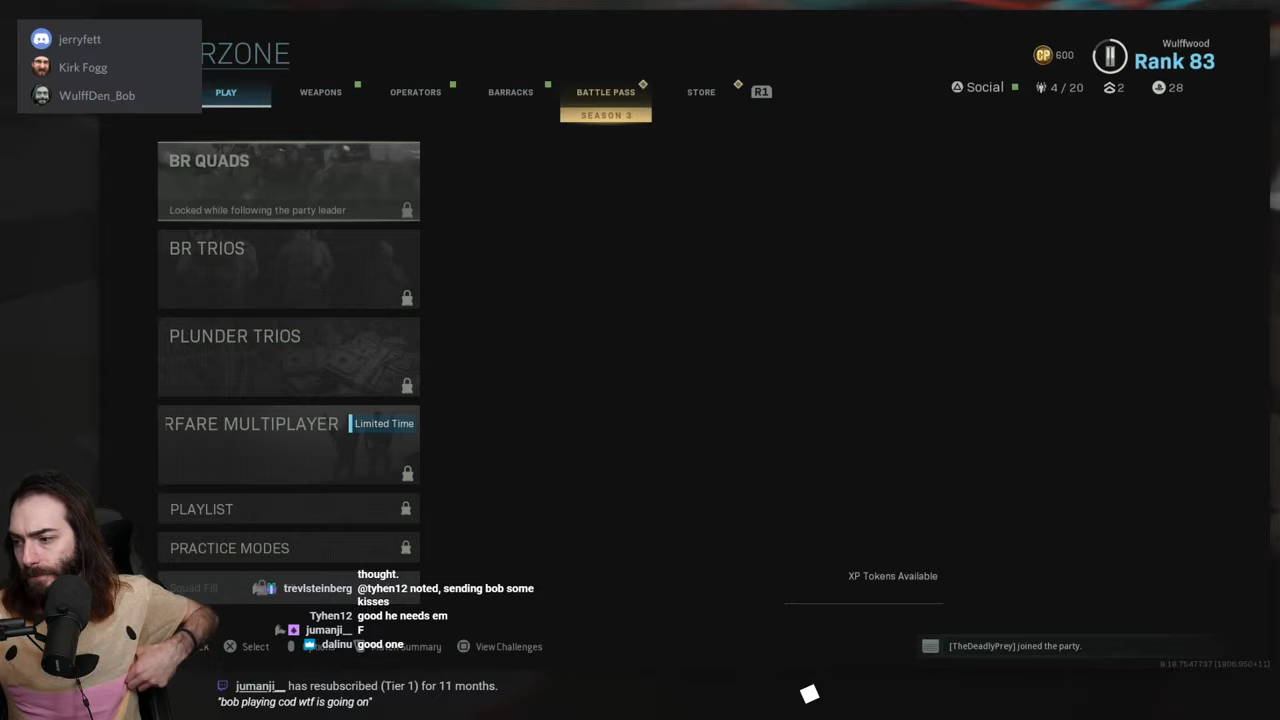 jerryfett
Kirk Fogg
WulffDen_Bob
RZONE
600
Wulffwood
Rank 83
PLAY
WEAPONS
OPERATORS
BARRACKS
BATTLE PASS
STORE
R1
SEASON 3
Social
4 / 20
2
28
BR QUADS
Locked while following the party leader
BR TRIOS
PLUNDER TRIOS
RFARE MULTIPLAYER
Limited Time
PLAYLIST
PRACTICE MODES
Squad Fill
thought.
trevlsteinberg @tyhen12 noted, sending bob some
kisses
Tyhen12 good he needs em
jumanji__ F
dalinu good one
Select
View Challenges
XP Tokens Available
[TheDeadlyPrey] joined the party.
jumanji__ has resubscribed (Tier 1) for 11 months.
"bob playing cod wtf is going on"